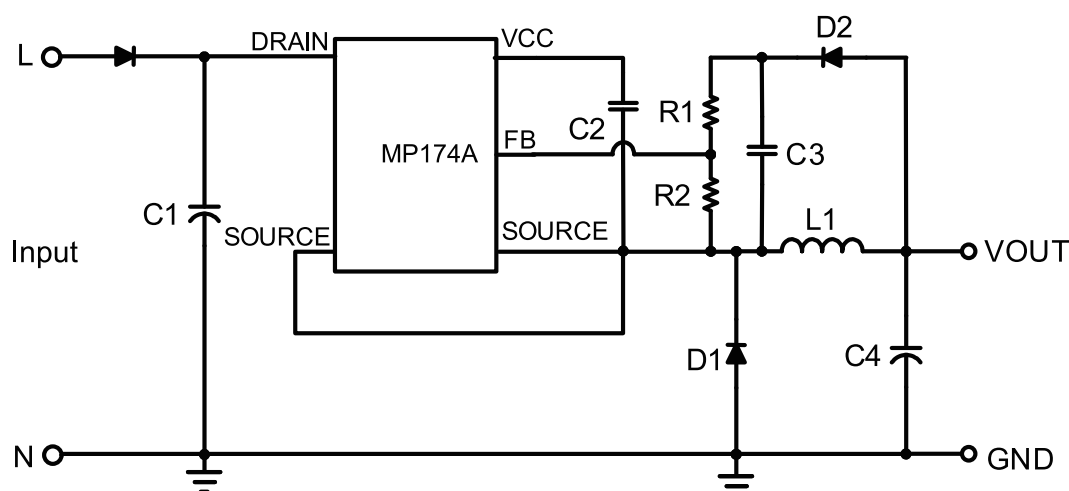 D2
L
DRAIN
VCC
C2
R1
FB
MP174A
C3
R2
C1
SOURCE
SOURCE
L1
Input
VOUT
D1
C4
N
GND